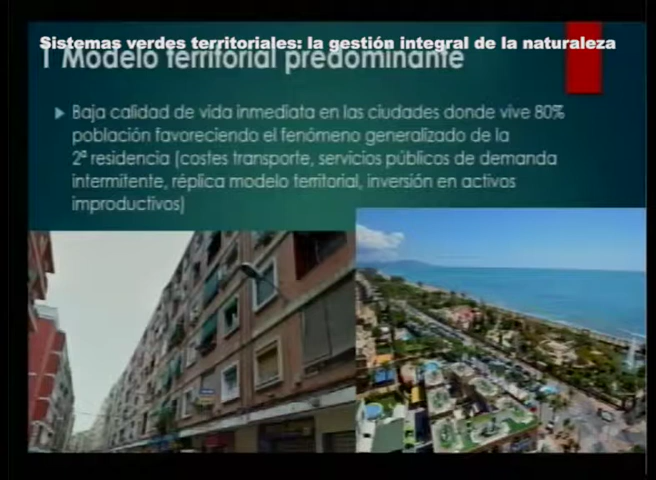 Sistemas verdes territoriales: la gestión integral de la naturaleza
1 Modelo territorial predominante
Baja calidad de vida inmediata en las ciudades donde vive 80%
población favoreciendo el fenómeno generalizado de la
2ª residencia (costes transporte, servicios públicos de demanda
intermitente, réplica modelo territorial, inversión en activos
improductivos)